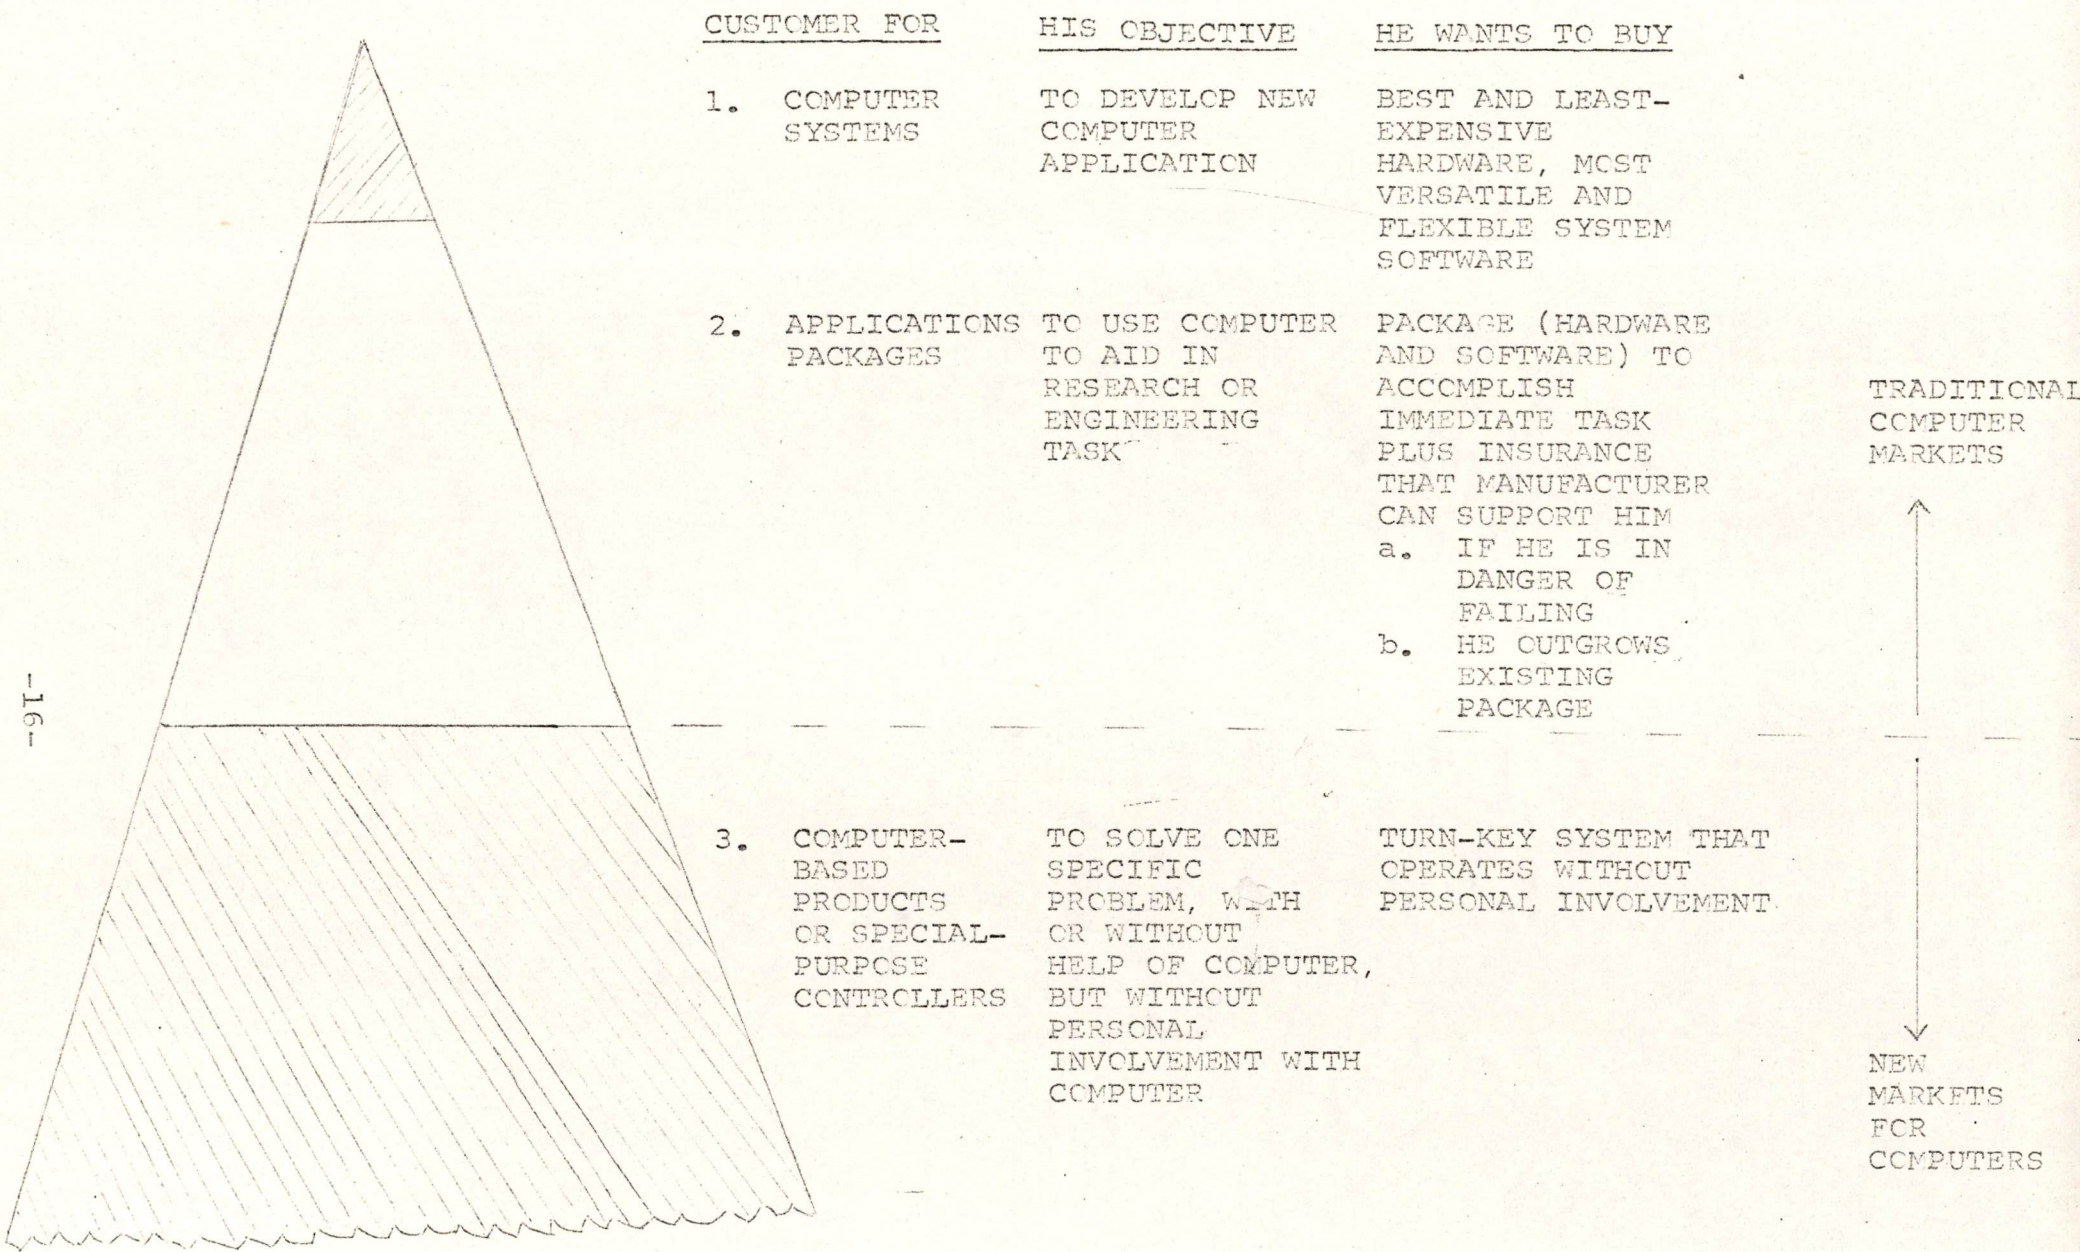 CUSTOMER FOR
HIS OBJECTIVE
HE WANTS TO BUY
1. COMPUTER
SYSTEMS
TO DEVELOP NEW
COMPUTER
APPLICATION
BEST AND LEAST-
EXPENSIVE
HARDWARE, MOST
VERSATILE AND
FLEXIBLE SYSTEM
SOFTWARE
2. APPLICATIONS
PACKAGES
TO USE COMPUTER
TO AID IN
RESEARCH OR
ENGINEERING
TASK
PACKAGE (HARDWARE
AND SOFTWARE) TO
ACCOMPLISH
IMMEDIATE TASK
PLUS INSURANCE
THAT MANUFACTURER
CAN SUPPORT HIM
a. IF HE IS IN
DANGER OF
FAILING
b. HE OUTGROWS
EXISTING
PACKAGE
TRADITIONAL
COMPUTER
MARKETS
3. COMPUTER-
BASED
PRODUCTS
OR SPECIAL-
PURPOSE
CONTROLLERS
TO SOLVE ONE
SPECIFIC
PROBLEM, WITH
OR WITHOUT
HELP OF COMPUTER,
BUT WITHOUT
PERSONAL
INVOLVEMENT WITH
COMPUTER
TURN-KEY SYSTEM THAT
OPERATES WITHOUT
PERSONAL INVOLVEMENT
NEW
MARKETS
FOR
COMPUTERS
-16-